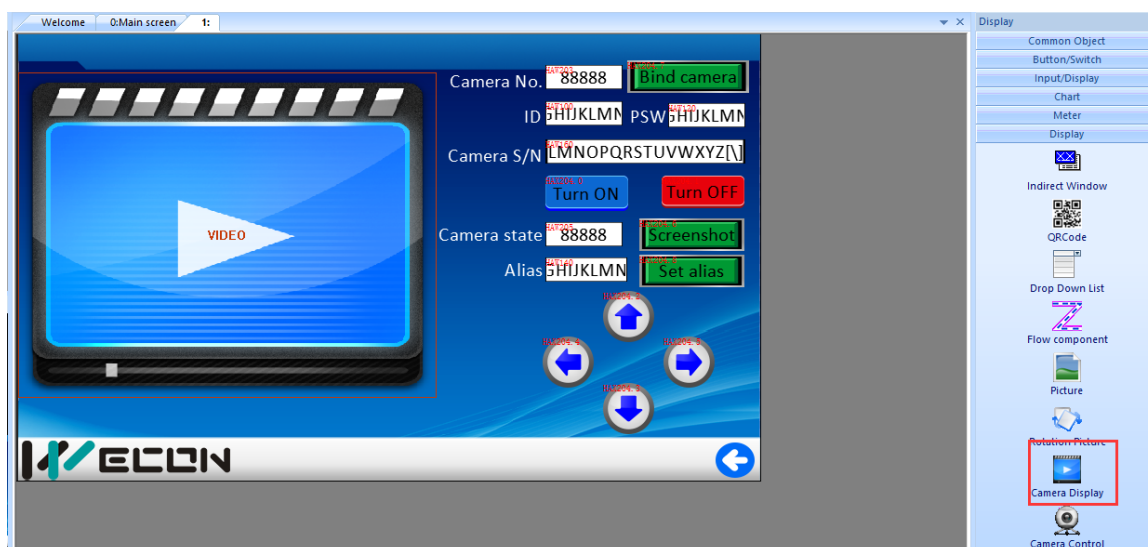 Welcome
0:Main screen
1:
Display
Common Object
Button/Switch
Input/Display
Chart
Meter
Display
Indirect Window
QRCode
Drop Down List
Flow component
Picture
Rotation Picture
Camera Display
Camera Control
VIDEO
Camera No. 88888 Bind camera
ID GHIJKLMN PSW GHIJKLMN
Camera S/N LMNOPQRSTUVWXYZ[\]
Turn ON Turn OFF
Camera state 88888 Screenshot
Alias GHIJKLMN Set alias
WECON